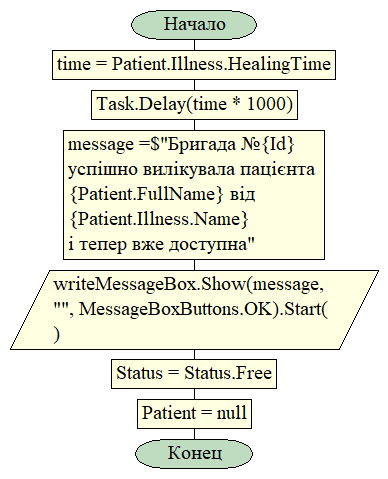 Начало
time = Patient.Illness.HealingTime
Task.Delay(time * 1000)
message =$"Бригада №{Id}
успішно вилікувала пацієнта
{Patient.FullName} від
{Patient.Illness.Name}
і тепер вже доступна"
writeMessageBox.Show(message,
"", MessageBoxButtons.OK).Start(
)
Status = Status.Free
Patient = null
Конец